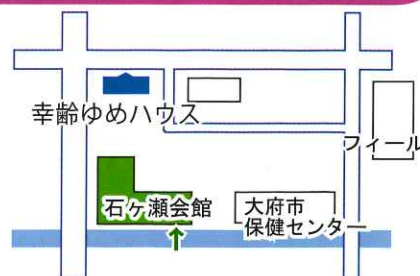 幸齢ゆめハウス
フィール
石ヶ瀬会館
大府市
保健センター